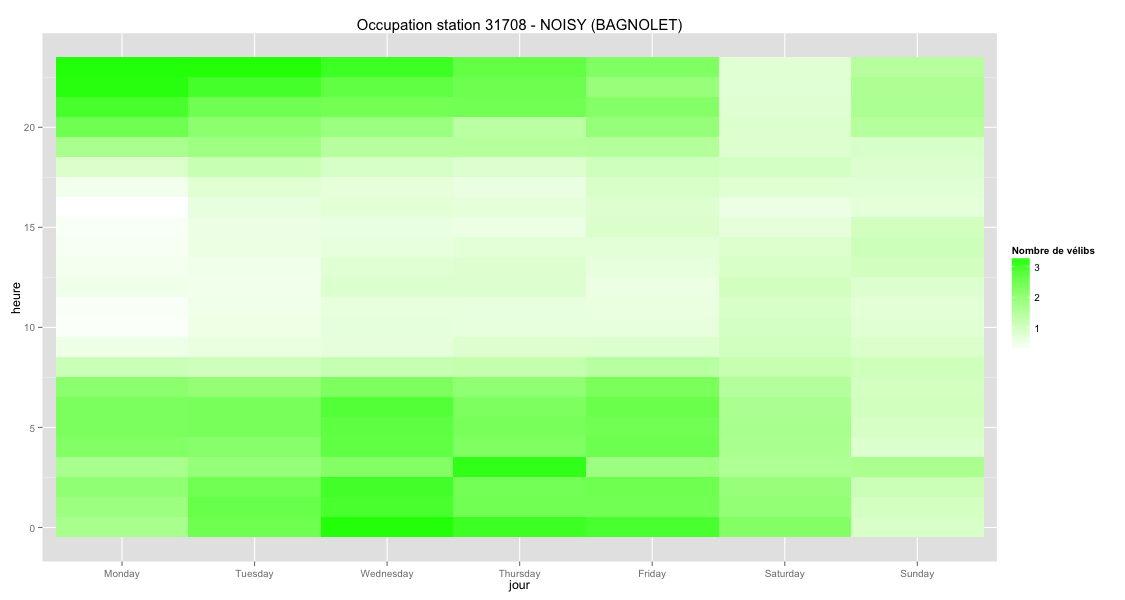 Occupation station 31708 - NOISY (BAGNOLET)
20
15
10
5
0
heure
Monday Tuesday Wednesday Thursday Friday Saturday Sunday
jour
Nombre de vélibs
3
2
1